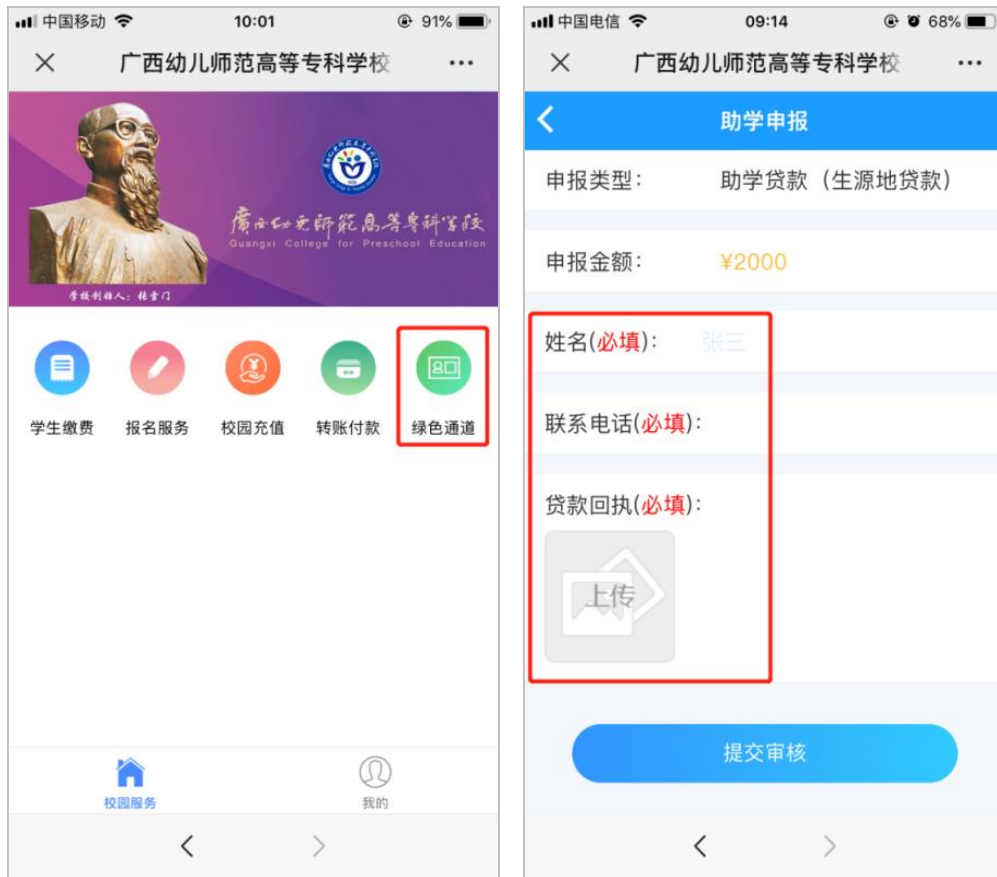 中国移动 10:01 91%
广西幼儿师范高等专科学校
廣西幼兒師範高等專科學校
Guangxi College for Preschool Education
学校创始人：张雪门
学生缴费 报名服务 校园充值 转账付款 绿色通道
校园服务 我的
中国电信 09:14 68%
广西幼儿师范高等专科学校
助学申报
申报类型： 助学贷款（生源地贷款）
申报金额： ¥2000
姓名(必填)： 张三
联系电话(必填)：
贷款回执(必填)：
上传
提交审核